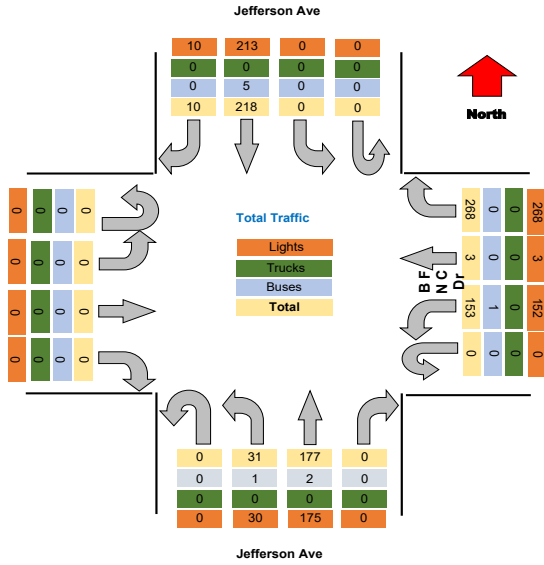 Jefferson Ave
10 213 0 0
0 0 0 0
0 5 0 0
10 218 0 0
North
0 0 0 0
0 0 0 0
0 0 0 0
0 0 0 0
Total Traffic
Lights
Trucks
Buses
Total
268 0 0 268
3 0 0 3
153 1 0 152
0 0 0 0
BF
NC
Dr
0 31 177 0
0 1 2 0
0 0 0 0
0 30 175 0
Jefferson Ave